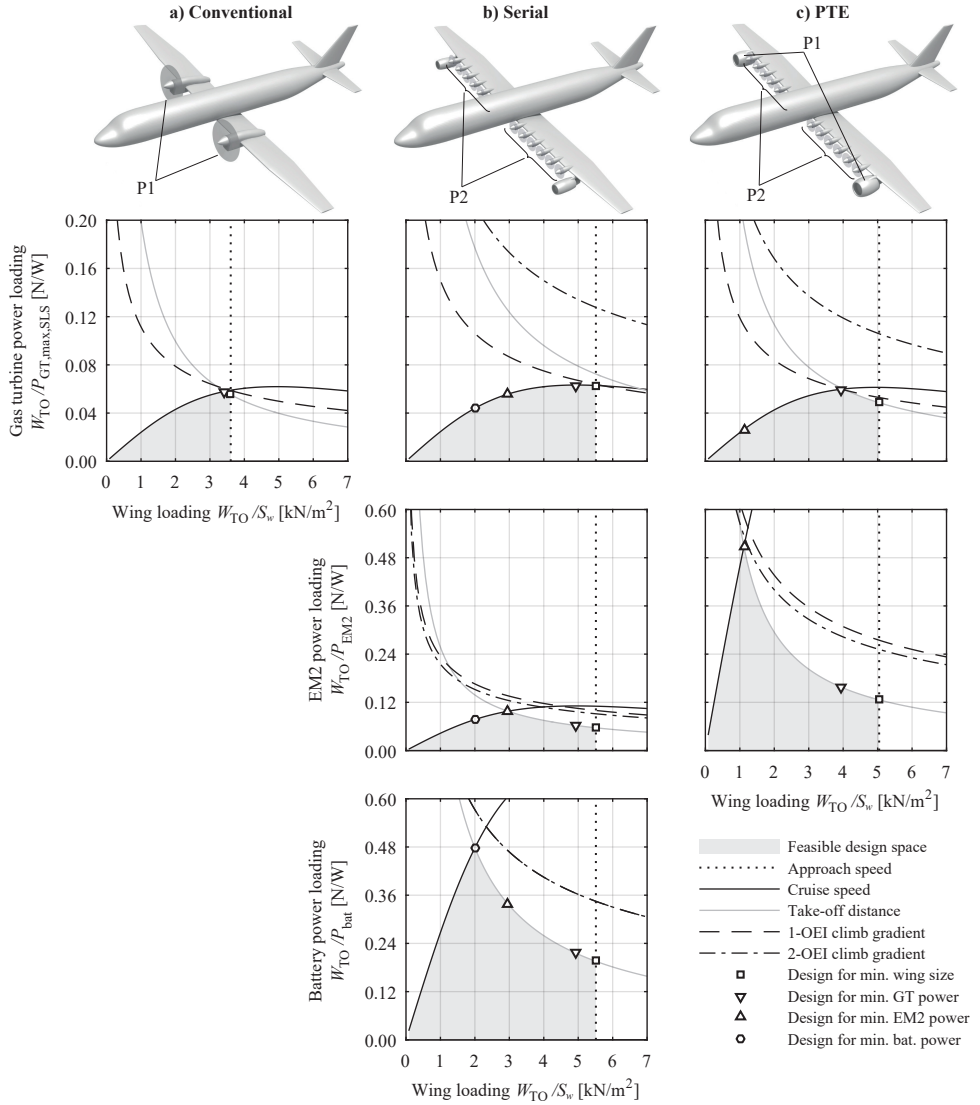 a) Conventional
b) Serial
c) PTE
P1
P2
P1
P2
Gas turbine power loading
W_TO /P_GT,max,SLS [N/W]
0.20
0.16
0.12
0.08
0.04
0.00
0 1 2 3 4 5 6 7
Wing loading W_TO /S_w [kN/m²]
EM2 power loading
W_TO /P_EM2 [N/W]
0.60
0.48
0.36
0.24
0.12
0.00
0 1 2 3 4 5 6 7
Wing loading W_TO /S_w [kN/m²]
Battery power loading
W_TO /P_bat [N/W]
0.60
0.48
0.36
0.24
0.12
0.00
0 1 2 3 4 5 6 7
Wing loading W_TO /S_w [kN/m²]
Feasible design space
Approach speed
Cruise speed
Take-off distance
1-OEI climb gradient
2-OEI climb gradient
Design for min. wing size
Design for min. GT power
Design for min. EM2 power
Design for min. bat. power